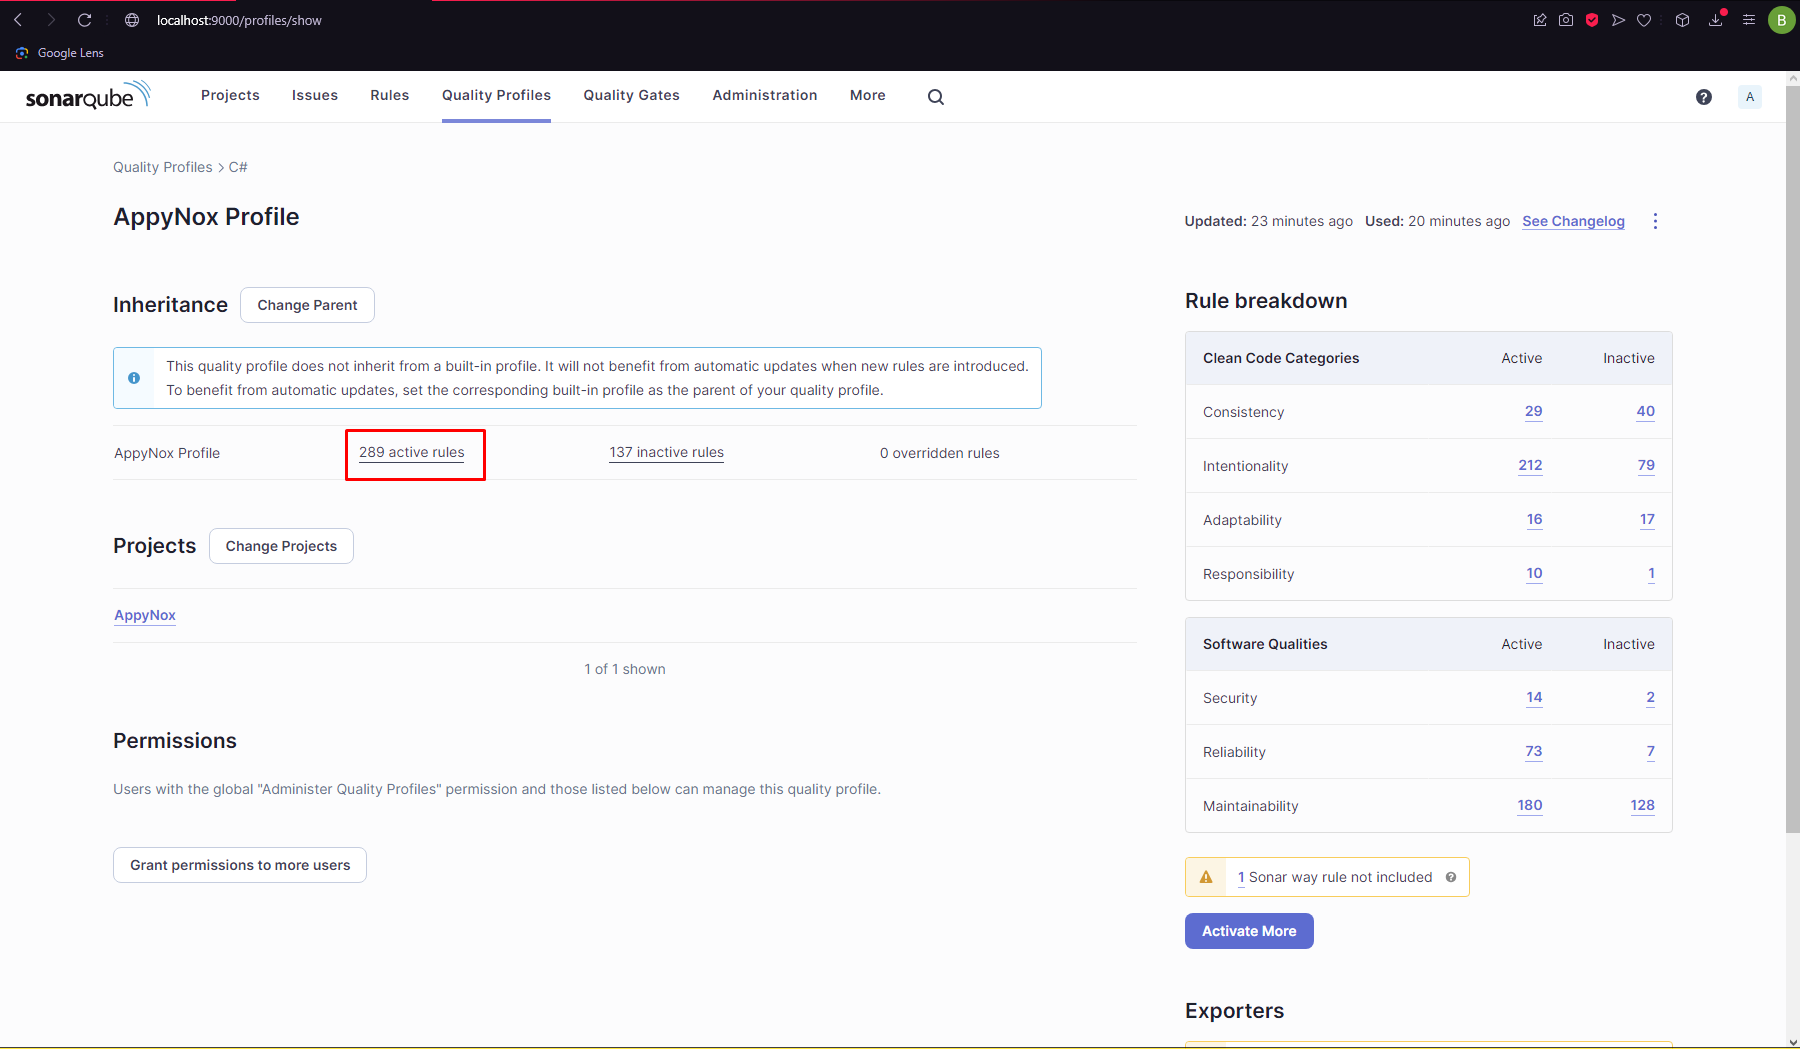 localhost:9000/profiles/show
B
Google Lens
sonarqube
Projects Issues Rules Quality Profiles Quality Gates Administration More
A
Quality Profiles > C#
AppyNox Profile
Updated: 23 minutes ago Used: 20 minutes ago See Changelog
Inheritance Change Parent
This quality profile does not inherit from a built-in profile. It will not benefit from automatic updates when new rules are introduced.
To benefit from automatic updates, set the corresponding built-in profile as the parent of your quality profile.
AppyNox Profile 289 active rules 137 inactive rules 0 overridden rules
Projects Change Projects
AppyNox
1 of 1 shown
Permissions
Users with the global "Administer Quality Profiles" permission and those listed below can manage this quality profile.
Grant permissions to more users
Rule breakdown
Clean Code Categories Active Inactive
Consistency 29 40
Intentionality 212 79
Adaptability 16 17
Responsibility 10 1
Software Qualities Active Inactive
Security 14 2
Reliability 73 7
Maintainability 180 128
1 Sonar way rule not included
Activate More
Exporters